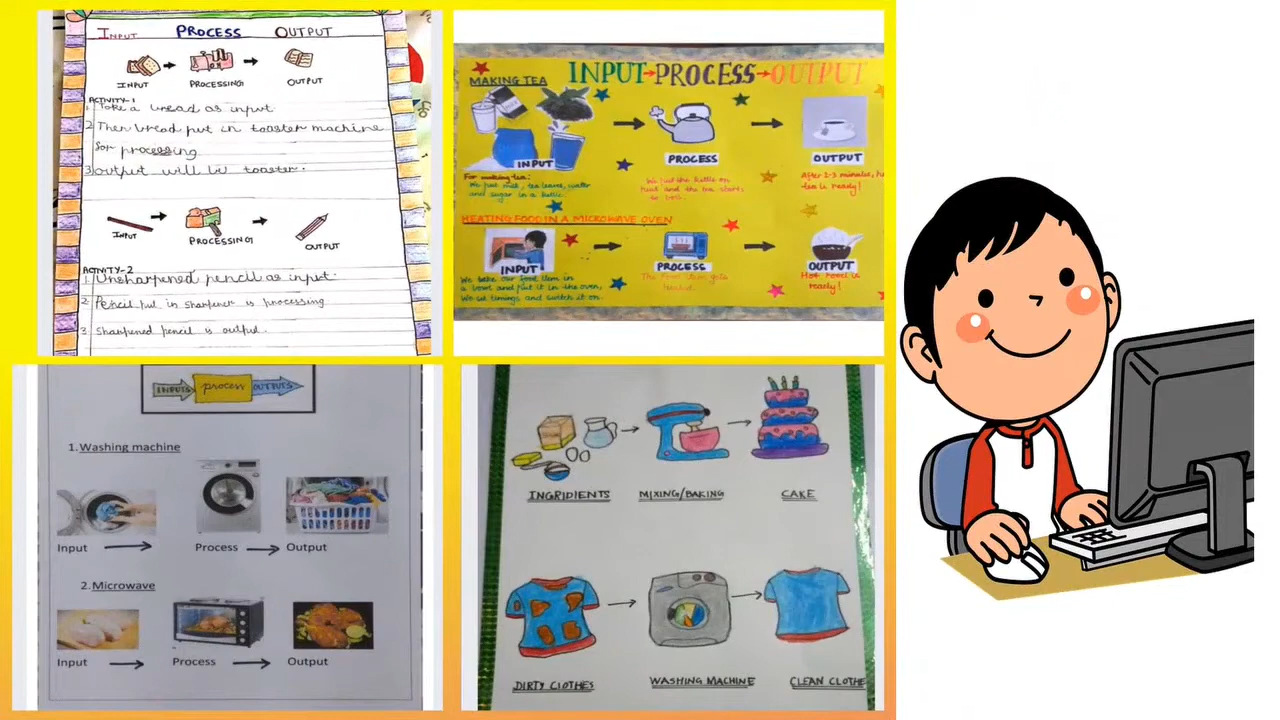 INPUT PROCESS OUTPUT
INPUT PROCESSING OUTPUT
ACTIVITY-1
1. Take a bread as input.
2 Then bread put in toaster machine
for processing
3 output will be toaster.
INPUT PROCESSING OUTPUT
ACTIVITY-2
1. Unsharpened pencil as input.
2 Pencil put in sharpener is processing
3 Sharpened pencil is output.
INPUT→PROCESS→OUTPUT
MAKING TEA
INPUT PROCESS OUTPUT
For making tea:
We put milk, tea leaves, water
and sugar in a kettle.
We put the kettle on
heat and the tea starts
to boil.
After 2-3 minutes,
tea is ready!
HEATING FOOD IN A MICROWAVE OVEN
INPUT PROCESS OUTPUT
We take our food item in
a bowl and put it in the oven,
We set timings and switch it on.
The food item gets
heated.
ready!
INPUTS process OUTPUTS
1. Washing machine
Input Process Output
2. Microwave
Input Process Output
INGRIDIENTS MIXING/BAKING CAKE
DIRTY CLOTHES WASHING MACHINE CLEAN CLOTHE